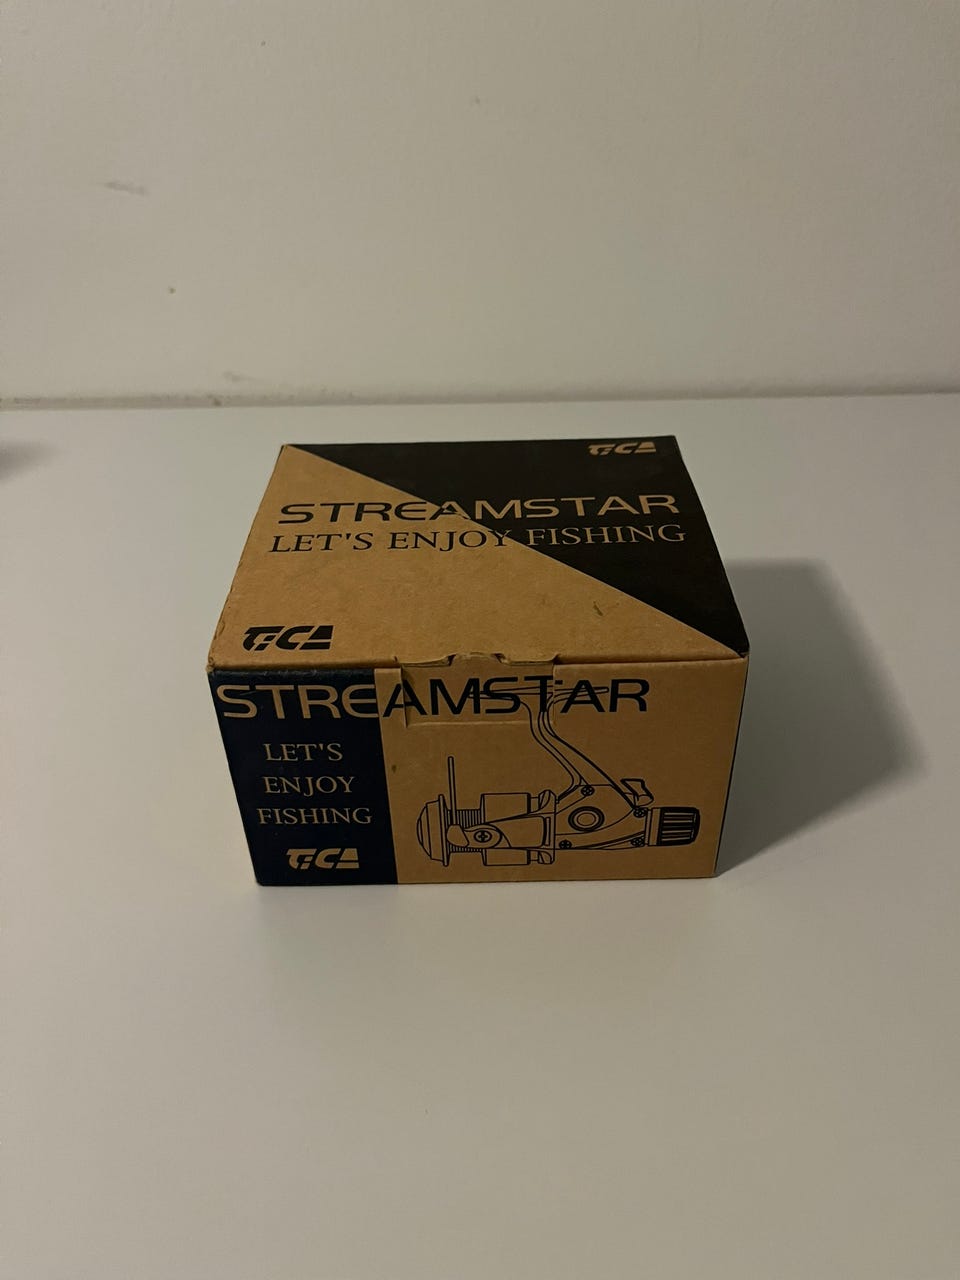 TiCA
STREAMSTAR
LET'S ENJOY FISHING
TiCA
STREAMSTAR
LET'S
ENJOY
FISHING
TiCA